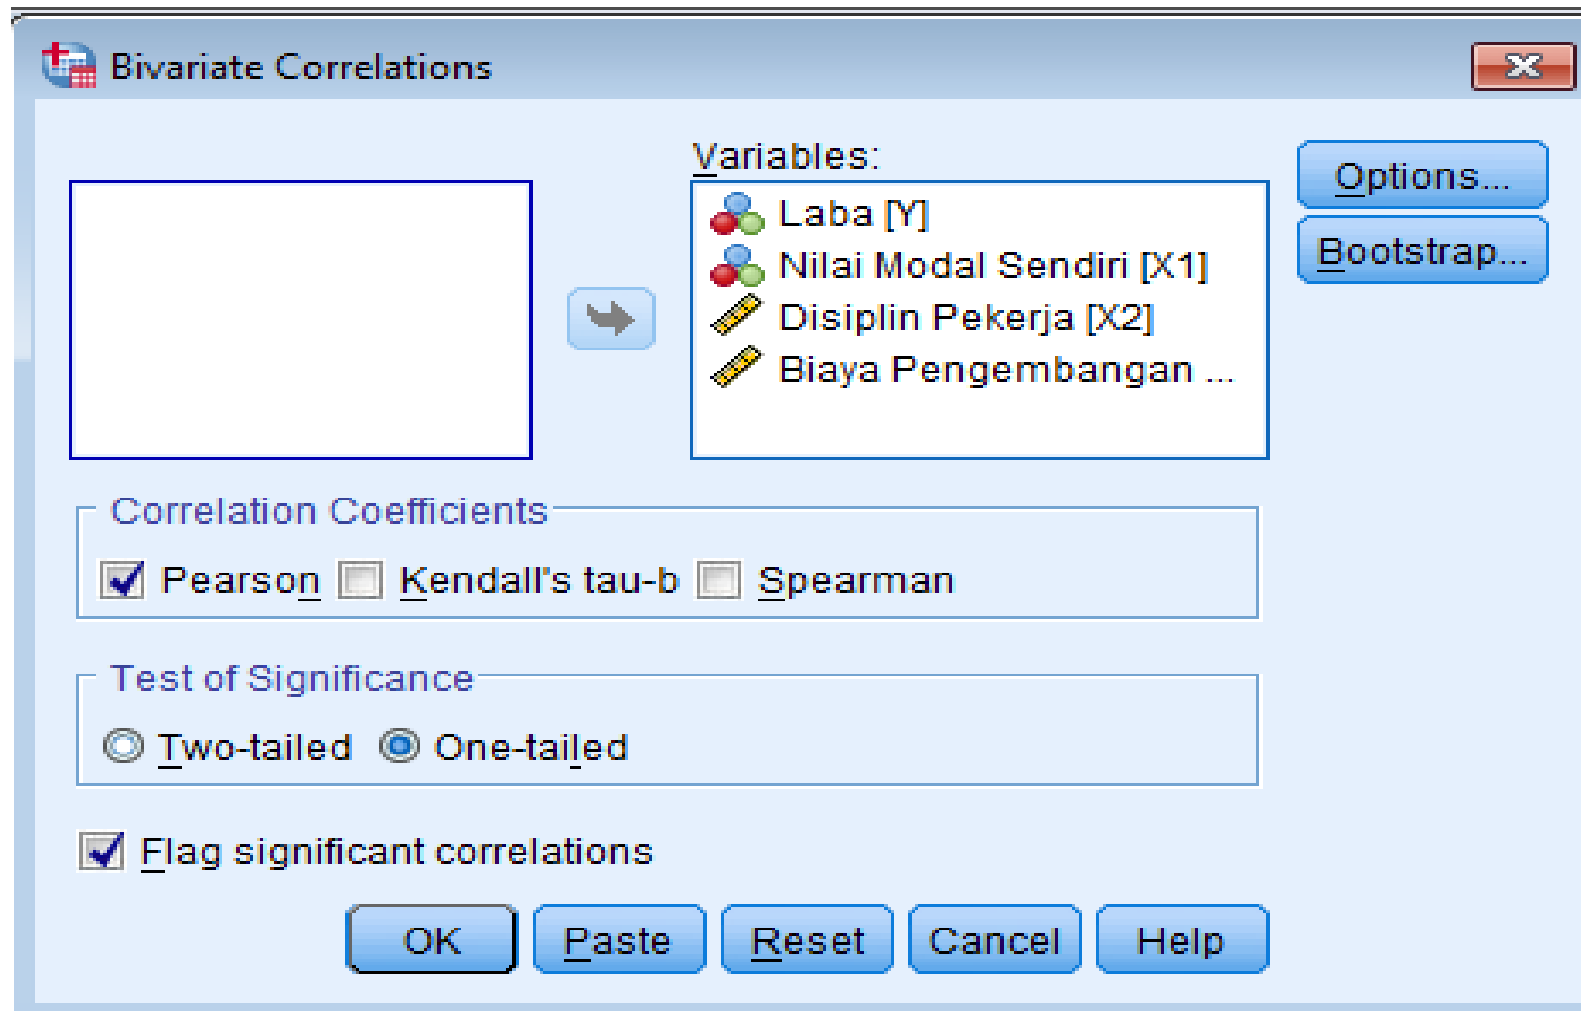 Bivariate Correlations
Variables:
Laba [Y]
Nilai Modal Sendiri [X1]
Disiplin Pekerja [X2]
Biaya Pengembangan ...
Options...
Bootstrap...
Correlation Coefficients
Pearson Kendall's tau-b Spearman
Test of Significance
Two-tailed One-tailed
Flag significant correlations
OK Paste Reset Cancel Help